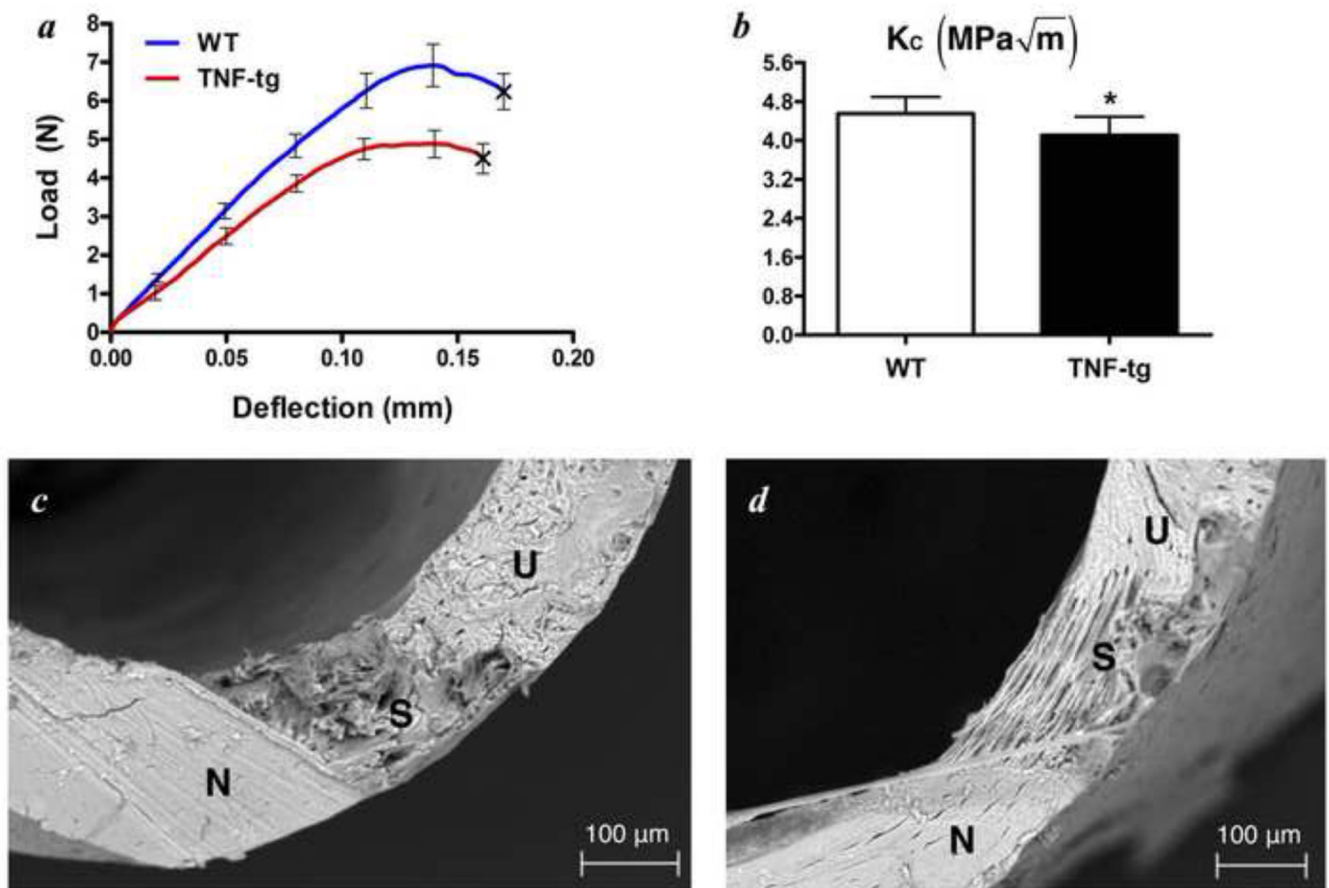 a
8
7
6
5
4
3
2
1
0
Load (N)
WT
TNF-tg
0.00 0.05 0.10 0.15 0.20
Deflection (mm)
b
Kc (MPa√m)
5.6
4.8
4.0
3.2
2.4
1.6
0.8
0.0
*
WT TNF-tg
c
U
S
N
100 µm
d
U
S
N
100 µm